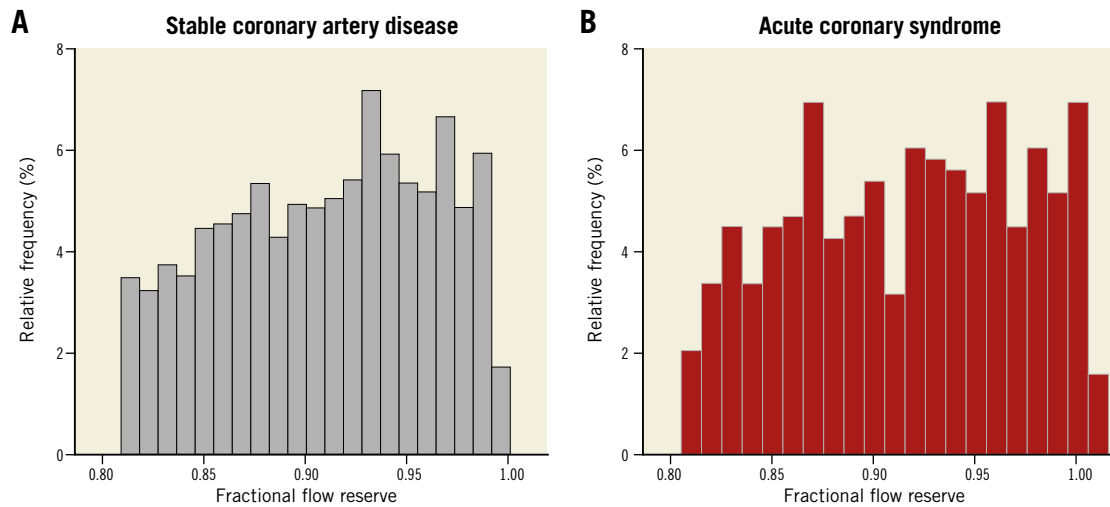 A
Stable coronary artery disease
8
6
4
2
0
Relative frequency (%)
0.80 0.85 0.90 0.95 1.00
Fractional flow reserve
B
Acute coronary syndrome
8
6
4
2
0
Relative frequency (%)
0.80 0.85 0.90 0.95 1.00
Fractional flow reserve